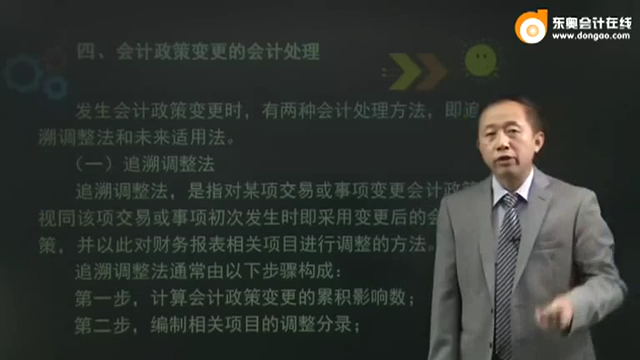 东奥会计在线
www.dongao.com
四、会计政策变更的会计处理
发生会计政策变更时，有两种会计处理方法，即追
溯调整法和未来适用法。
（一）追溯调整法
追溯调整法，是指对某项交易或事项变更会计政
视同该项交易或事项初次发生时即采用变更后的会
策，并以此对财务报表相关项目进行调整的方法。
追溯调整法通常由以下步骤构成：
第一步，计算会计政策变更的累积影响数；
第二步，编制相关项目的调整分录；